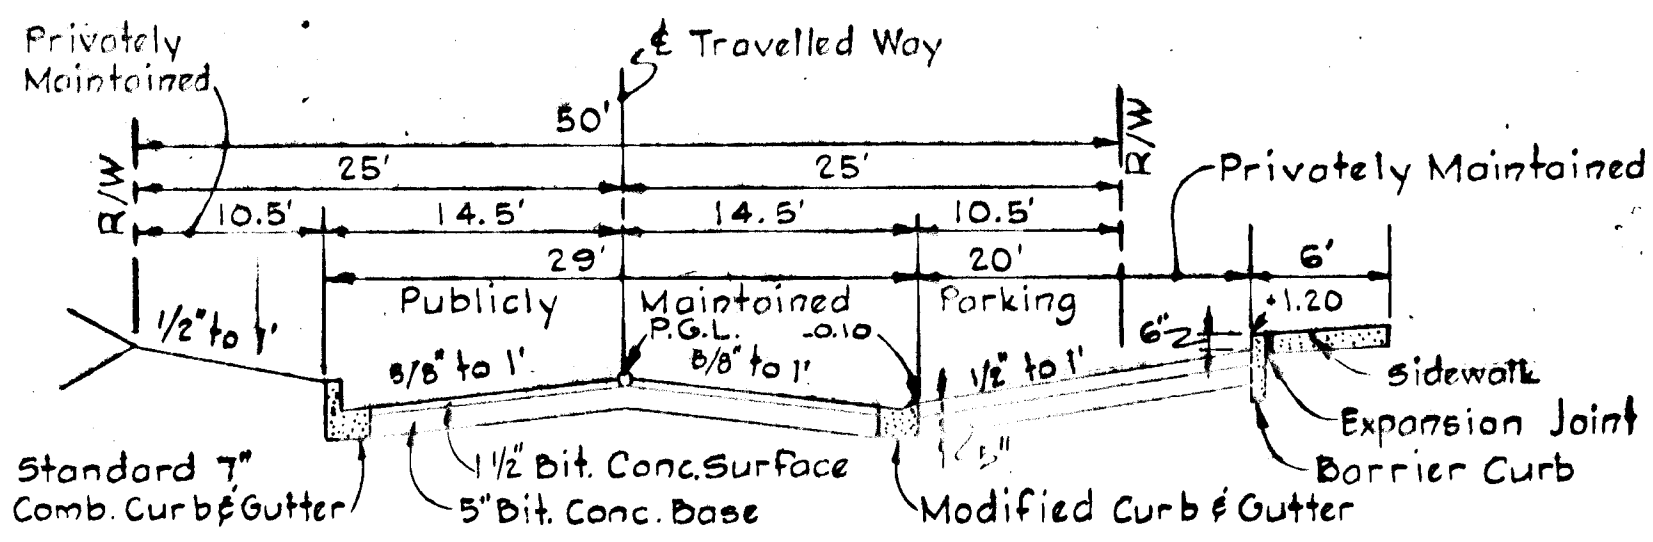 Privately
Maintained
℄ Travelled Way
50'
R/W
R/W
25'
25'
Privately Maintained
10.5'
14.5'
14.5'
10.5'
29'
20'
6'
Publicly
Maintained
Parking
+1.20
P.G.L.
-0.10
6"
1/2" to 1'
3/8" to 1'
3/8" to 1'
1/2" to 1'
Sidewalk
Expansion Joint
Barrier Curb
5"
Standard 7"
Comb. Curb & Gutter
1 1/2" Bit. Conc. Surface
5" Bit. Conc. Base
Modified Curb & Gutter